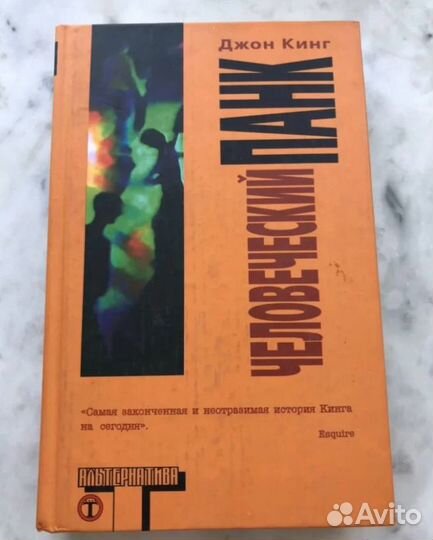 Джон Кинг
ЧЕЛОВЕЧЕСКИЙ
ПАНК
«Самая законченная и неотразимая история Кинга
на сегодня».
Esquire
АЛЬТЕРНАТИВА
Т
Avito